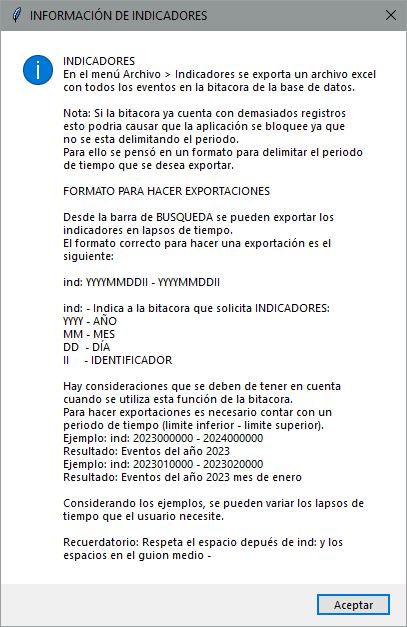 INFORMACIÓN DE INDICADORES
INDICADORES
En el menú Archivo > Indicadores se exporta un archivo excel
con todos los eventos en la bitacora de la base de datos.
Nota: Si la bitacora ya cuenta con demasiados registros
esto podria causar que la aplicación se bloquee ya que
no se esta delimitando el periodo.
Para ello se pensó en un formato para delimitar el periodo
de tiempo que se desea exportar.
FORMATO PARA HACER EXPORTACIONES
Desde la barra de BUSQUEDA se pueden exportar los
indicadores en lapsos de tiempo.
El formato correcto para hacer una exportación es el
siguiente:
ind: YYYYMMDDII - YYYYMMDDII
ind: - Indica a la bitacora que solicita INDICADORES:
YYYY - AÑO
MM - MES
DD - DÍA
II - IDENTIFICADOR
Hay consideraciones que se deben de tener en cuenta
cuando se utiliza esta función de la bitacora.
Para hacer exportaciones es necesario contar con un
periodo de tiempo (limite inferior - limite superior).
Ejemplo: ind: 2023000000 - 2024000000
Resultado: Eventos del año 2023
Ejemplo: ind: 2023010000 - 2023020000
Resultado: Eventos del año 2023 mes de enero
Considerando los ejemplos, se pueden variar los lapsos de
tiempo que el usuario necesite.
Recuerdatorio: Respeta el espacio depués de ind: y los
espacios en el guion medio -
Aceptar